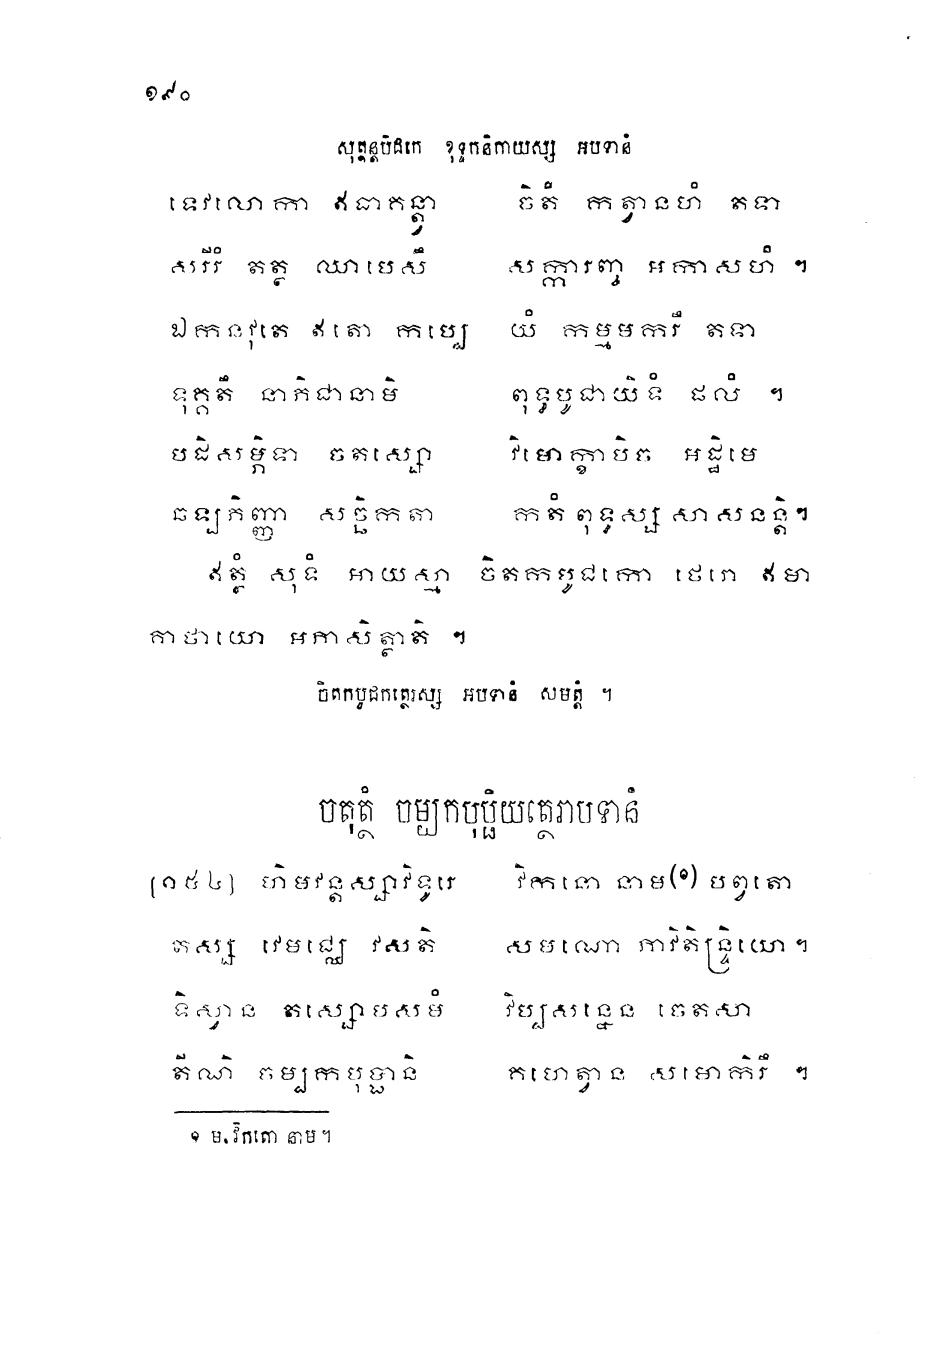 ១៩០
សុត្តន្តបិដកេ ខុទ្ទកនិកាយស្ស អបទានំ
ទេវលោកា ឥធាគន្ត្វា ចិតំ កត្វានហំ តទា
សរីរំ តត្ថ ឈាបេសឹ សក្ការញ្ច អកាសហំ ។
ឯកនវុតេ ឥតោ កប្បេ យំ កម្មមករឹ តទា
ទុគ្គតឹ នាភិជានាមិ ពុទ្ធបូជាយិទំ ផលំ ។
បដិសម្ភិទា ចតស្សោ វិមោក្ខាបិច អដ្ឋិមេ
ឆឡភិញ្ញា សច្ឆិកតា កតំ ពុទ្ធស្ស សាសនន្តិ។
ឥត្ថំ សុទំ អាយស្មា ចិតកបូជកោ ថេរោ ឥមា
គាថាយោ អភាសិត្ថាតិ ។
ចិតកបូជកត្ថេរស្ស អបទានំ សមត្តំ ។
ចតុត្ថំ ចម្បកបុប្ផិយត្ថេរាបទានំ
[១៥៤] ហិមវន្តស្សាវិទូរេ វិកនោ នាម(១) បព្វតោ
តស្ស វេមជ្ឈេ វសតិ សមណោ ភាវិតិន្ទ្រិយោ។
ទិស្វាន តស្សោបសមំ វិប្បសន្នេន ចេតសា
តីណិ ចម្បកបុប្ផានិ គហេត្វាន សមោកិរឹ ។
១ ម. វិកតោ នាម។